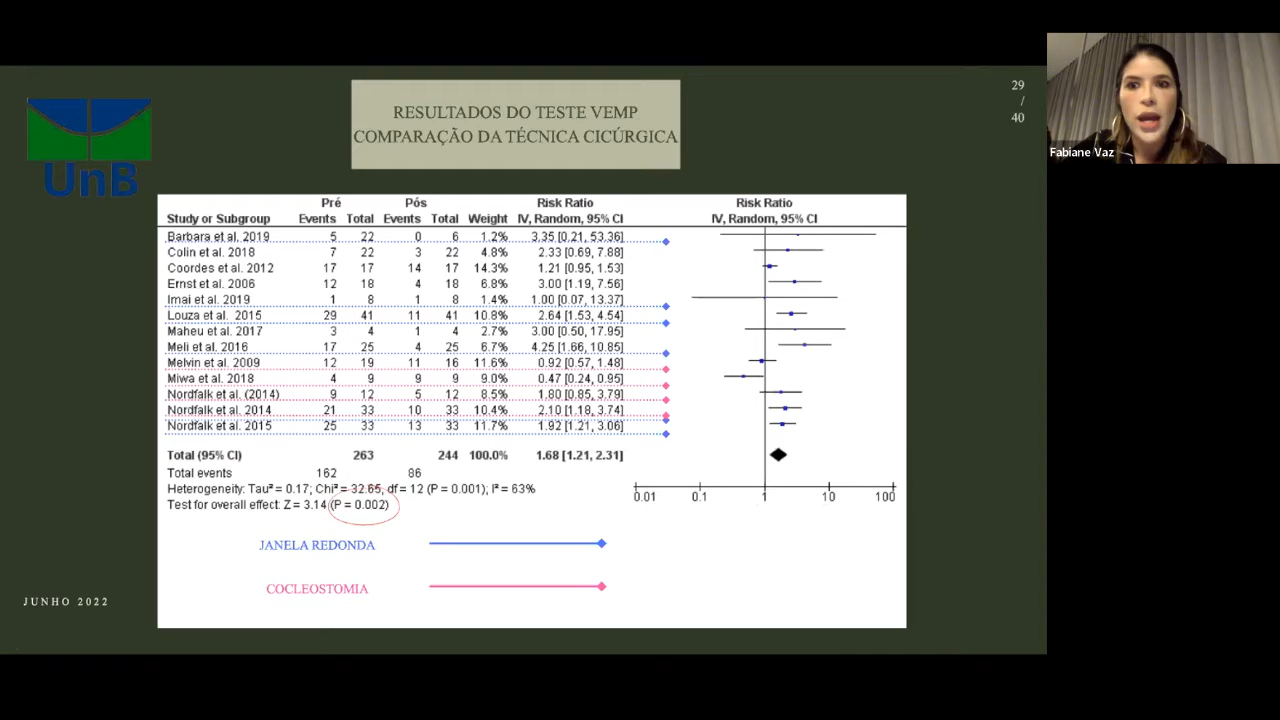 RESULTADOS DO TESTE VEMP
COMPARAÇÃO DA TÉCNICA CICÚRGICA
29
/
40
Fabiane Vaz
UnB
Pré Pós Risk Ratio Risk Ratio
Study or Subgroup Events Total Events Total Weight IV, Random, 95% CI IV, Random, 95% CI
Barbara et al. 2019 5 22 0 6 1.2% 3.35 [0.21, 53.36]
Colin et al. 2018 7 22 3 22 4.8% 2.33 [0.69, 7.88]
Coordes et al. 2012 17 17 14 17 14.3% 1.21 [0.95, 1.53]
Ernst et al. 2006 12 18 4 18 6.8% 3.00 [1.19, 7.56]
Imai et al. 2019 1 8 1 8 1.4% 1.00 [0.07, 13.37]
Louza et al. 2015 29 41 11 41 10.8% 2.64 [1.53, 4.54]
Maheu et al. 2017 3 4 1 4 2.7% 3.00 [0.50, 17.95]
Meli et al. 2016 17 25 4 25 6.7% 4.25 [1.66, 10.85]
Melvin et al. 2009 12 19 11 16 11.6% 0.92 [0.57, 1.48]
Miwa et al. 2018 4 9 9 9 9.0% 0.47 [0.24, 0.95]
Nordfalk et al. (2014) 9 12 5 12 8.5% 1.80 [0.85, 3.79]
Nordfalk et al. 2014 21 33 10 33 10.4% 2.10 [1.18, 3.74]
Nordfalk et al. 2015 25 33 13 33 11.7% 1.92 [1.21, 3.06]
Total (95% CI) 263 244 100.0% 1.68 [1.21, 2.31]
Total events 162 86
Heterogeneity: Tau² = 0.17; Chi² = 32.65, df = 12 (P = 0.001); I² = 63%
Test for overall effect: Z = 3.14 (P = 0.002)
0.01 0.1 1 10 100
JANELA REDONDA
COCLEOSTOMIA
JUNHO 2022